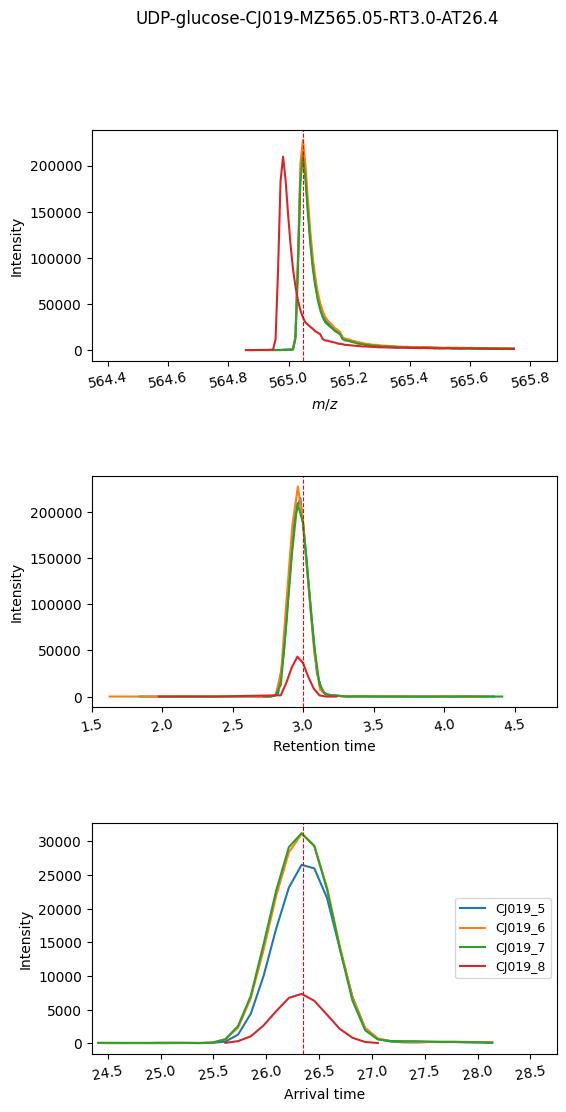 UDP-glucose-CJ019-MZ565.05-RT3.0-AT26.4
200000
150000
100000
50000
0
Intensity
564.4 564.6 564.8 565.0 565.2 565.4 565.6 565.8
m/z
200000
150000
100000
50000
0
Intensity
1.5 2.0 2.5 3.0 3.5 4.0 4.5
Retention time
30000
25000
20000
15000
10000
5000
0
Intensity
CJ019_5
CJ019_6
CJ019_7
CJ019_8
24.5 25.0 25.5 26.0 26.5 27.0 27.5 28.0 28.5
Arrival time